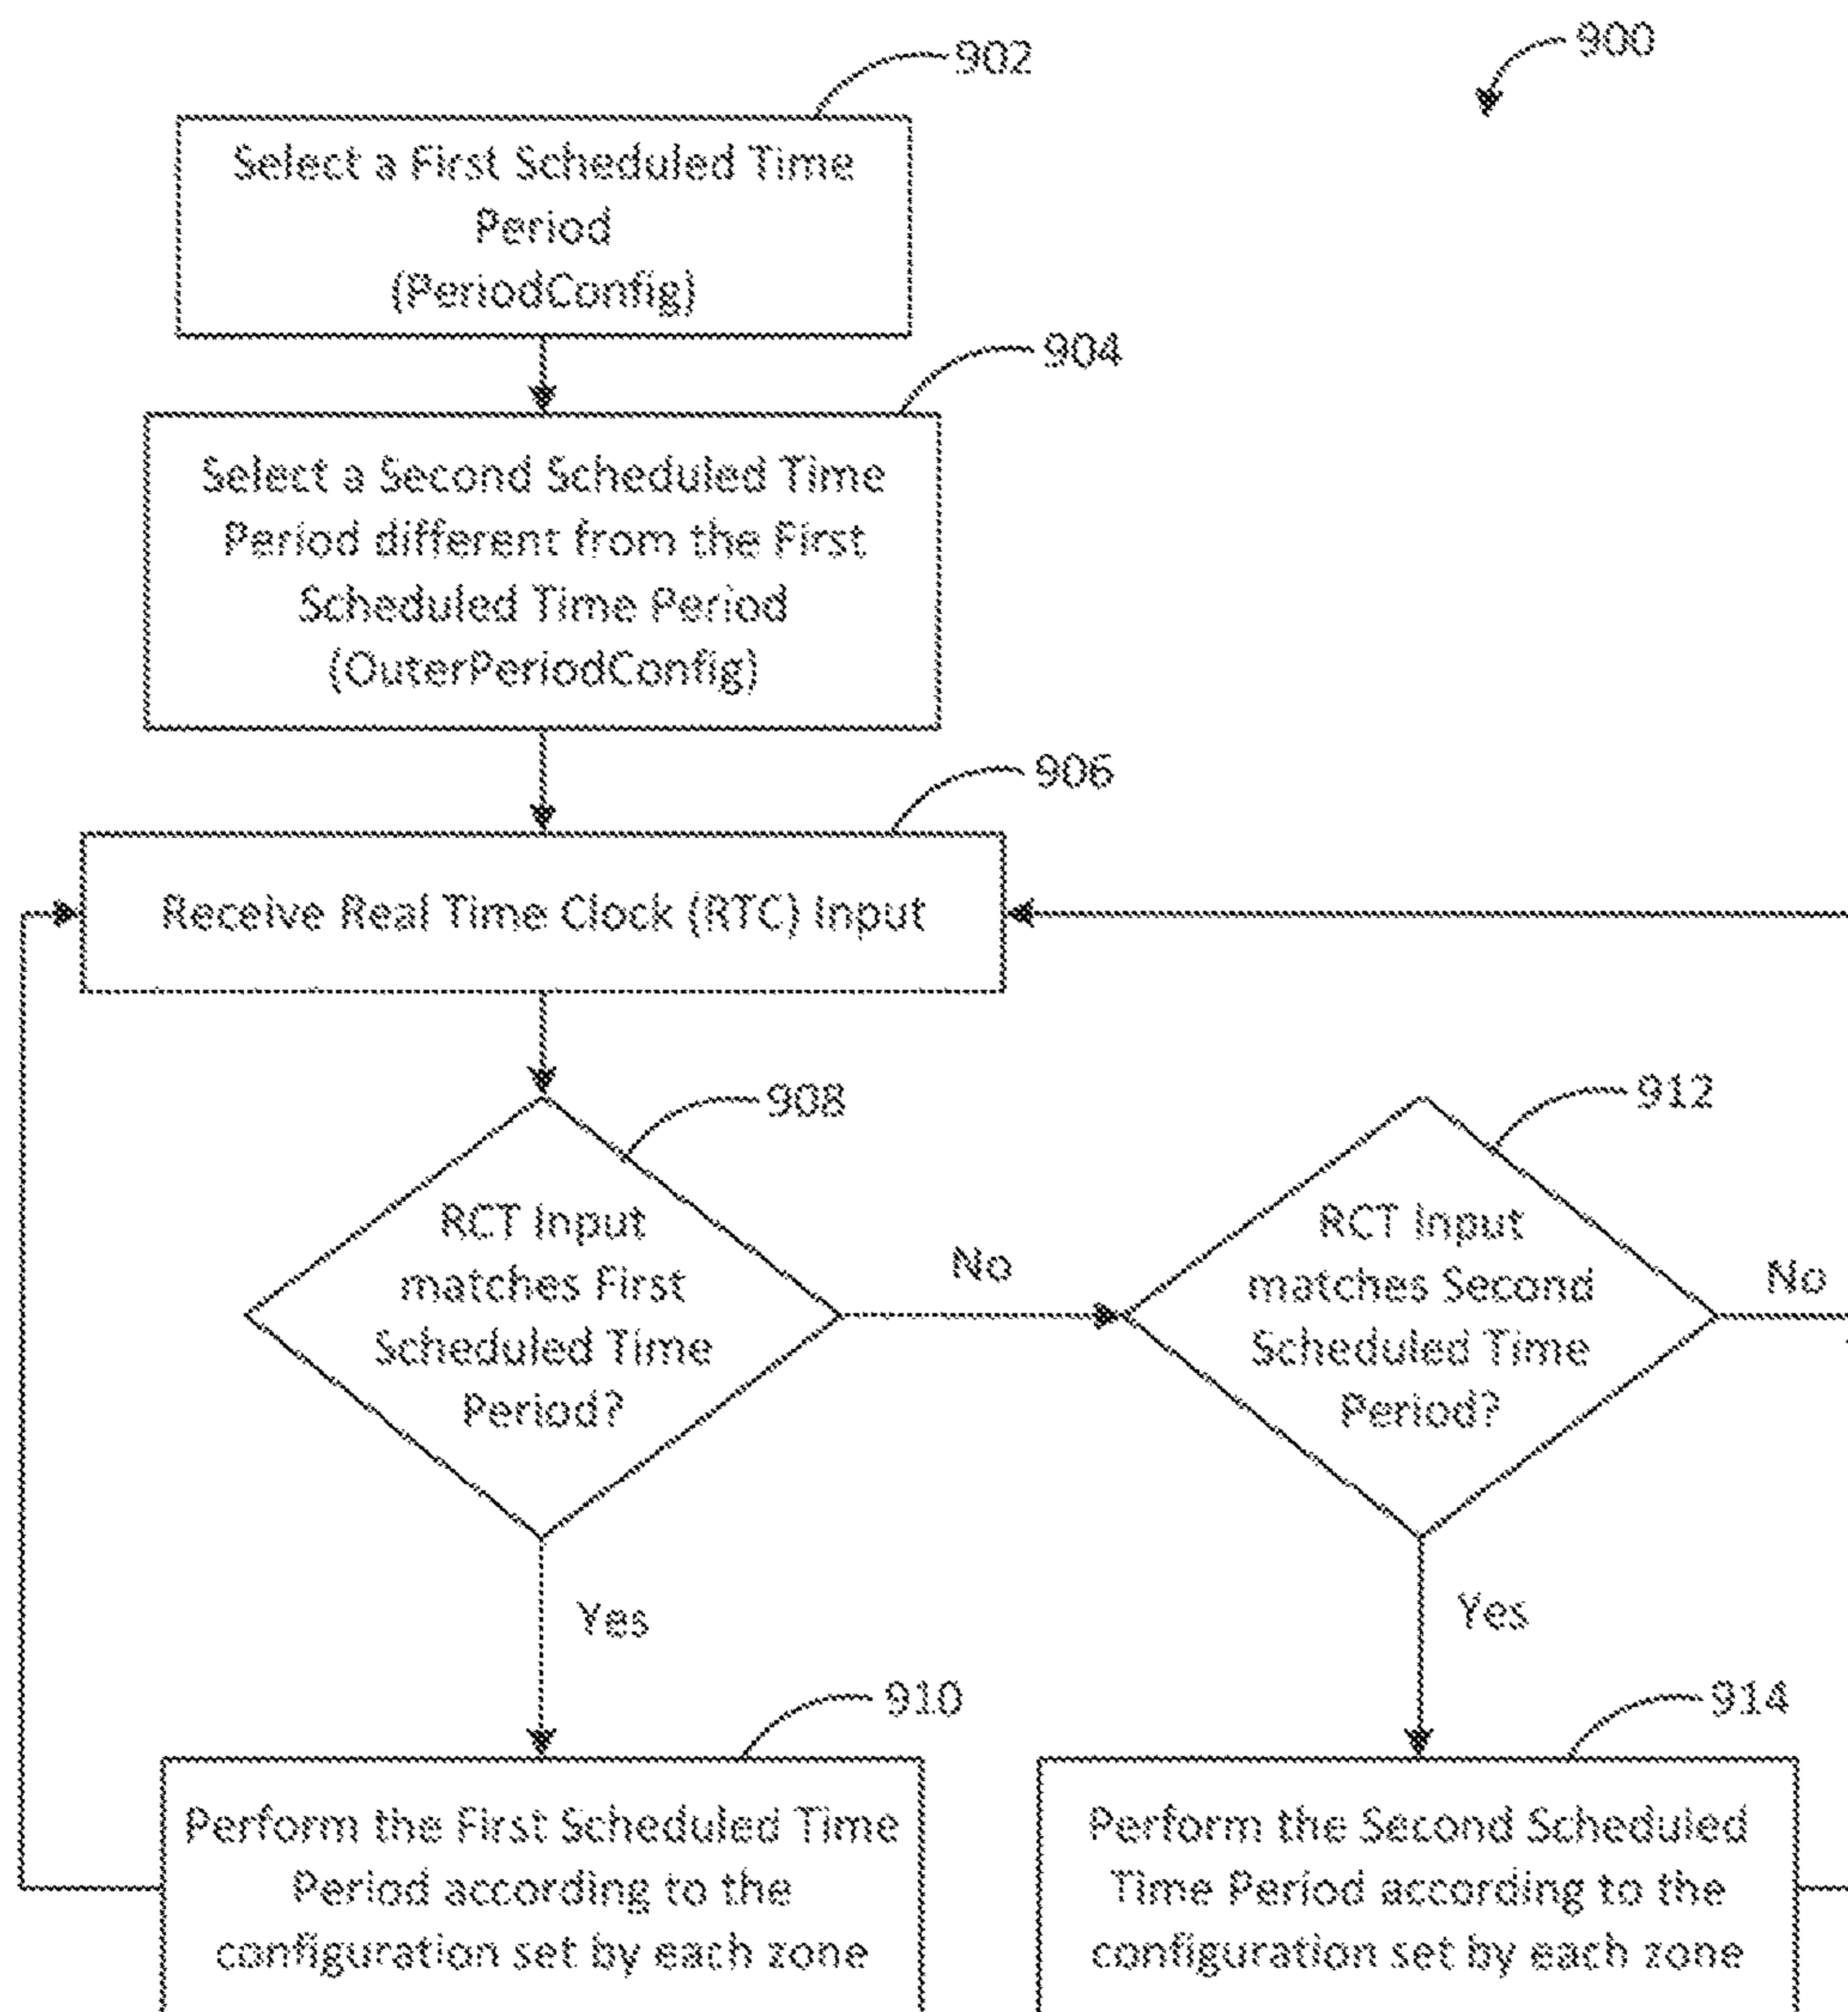 900
902
Select a First Scheduled Time
Period
(PeriodConfig)
904
Select a Second Scheduled Time
Period different from the First
Scheduled Time Period
(OuterPeriodConfig)
906
Receive Real Time Clock (RTC) Input
908
RCT Input
matches First
Scheduled Time
Period?
No
912
RCT Input
matches Second
Scheduled Time
Period?
No
Yes
Yes
910
Perform the First Scheduled Time
Period according to the
configuration set by each zone
914
Perform the Second Scheduled
Time Period according to the
configuration set by each zone